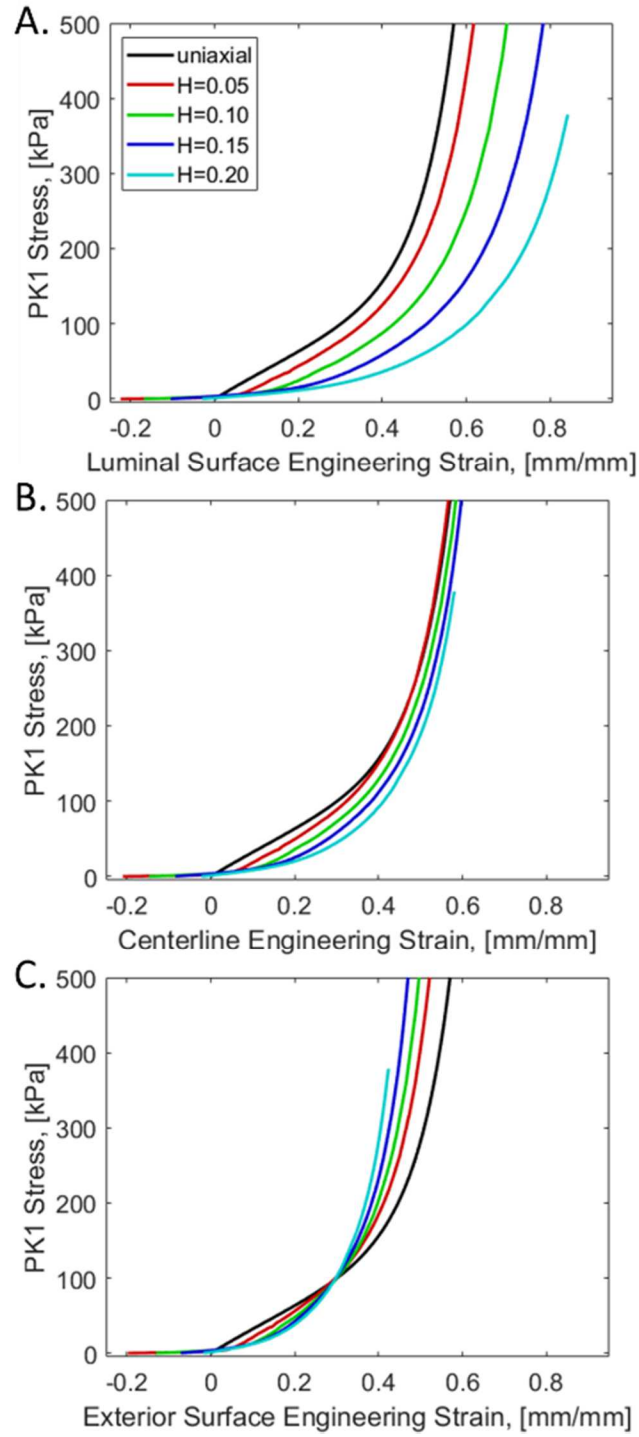 A.
500
400
300
200
100
0
PK1 Stress, [kPa]
uniaxial
H=0.05
H=0.10
H=0.15
H=0.20
-0.2 0 0.2 0.4 0.6 0.8
Luminal Surface Engineering Strain, [mm/mm]
B.
500
400
300
200
100
0
PK1 Stress, [kPa]
-0.2 0 0.2 0.4 0.6 0.8
Centerline Engineering Strain, [mm/mm]
C.
500
400
300
200
100
0
PK1 Stress, [kPa]
-0.2 0 0.2 0.4 0.6 0.8
Exterior Surface Engineering Strain, [mm/mm]